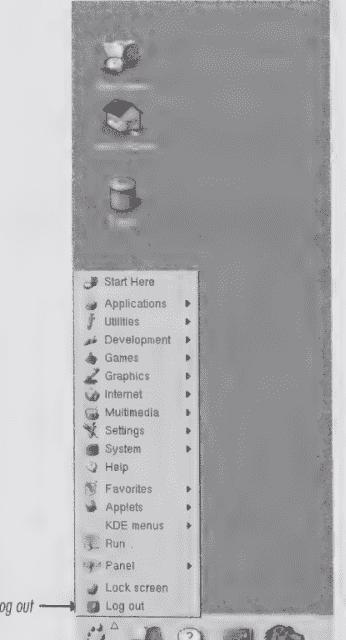 Start Here
Applications
Utilities
Development
Games
Graphics
Internet
Multimedia
Settings
System
Help
Favorites
Applets
KDE menus
Run
Panel
Lock screen
og out
Log out